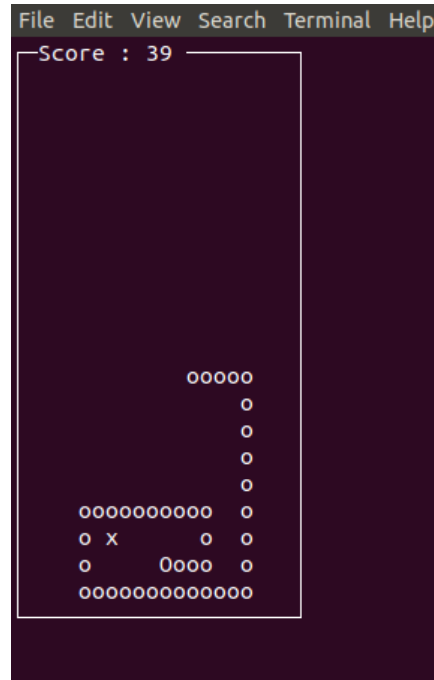 File Edit View Search Terminal Help
Score : 39
ooooo
o
o
o
o
oooooooooo o
o x o o
o Oooo o
ooooooooooooo